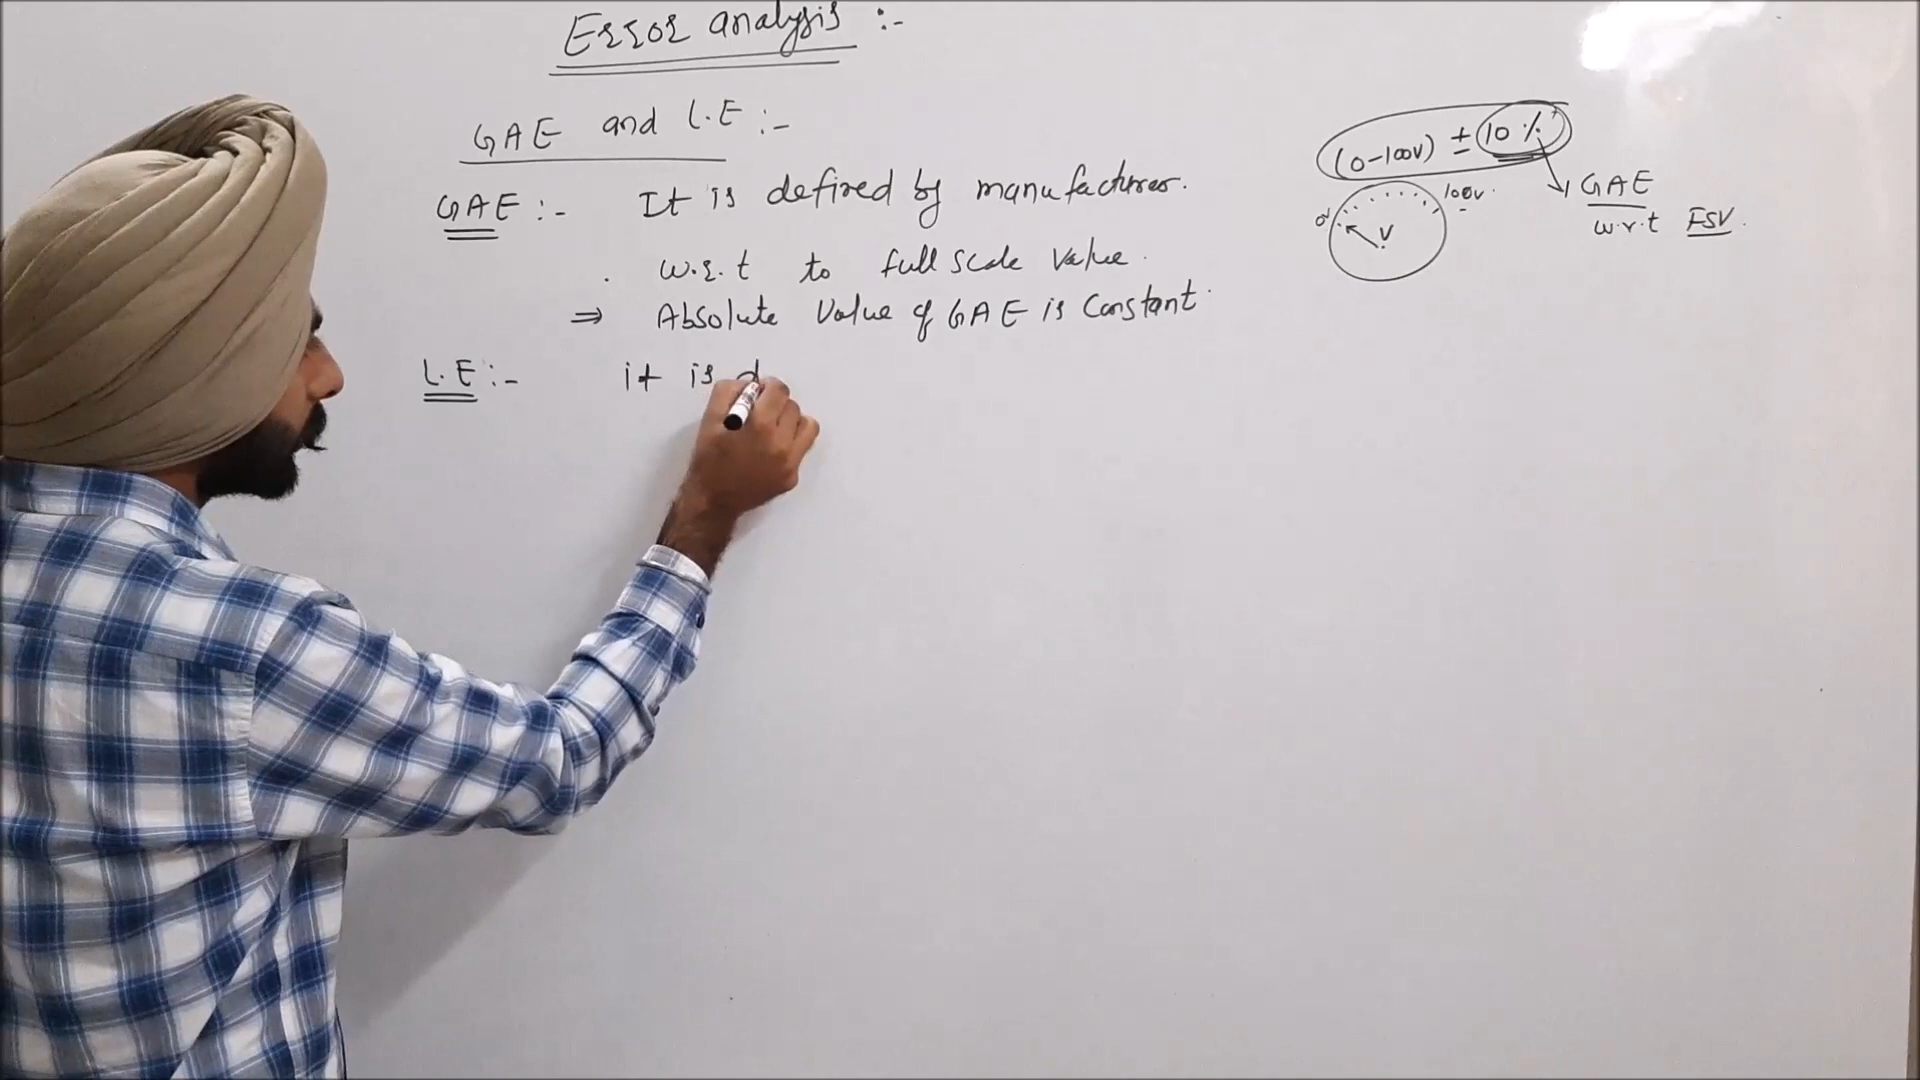 Error analysis :-
GAE and L.E :-
GAE :- It is defined by manufacturer.
w.r.t to full scale value.
⇒ Absolute value of GAE is Constant.
L.E :- it is d
(0-100V) ± 10%
GAE
w.r.t FSV.
0V 100V.
V